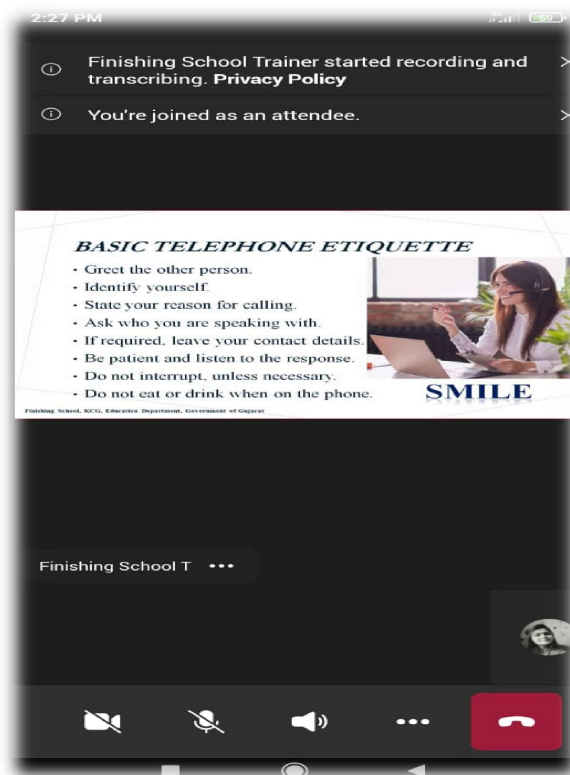 2:27 PM
59
Finishing School Trainer started recording and
transcribing. Privacy Policy
You're joined as an attendee.
BASIC TELEPHONE ETIQUETTE
• Greet the other person.
• Identify yourself.
• State your reason for calling.
• Ask who you are speaking with.
• If required, leave your contact details.
• Be patient and listen to the response.
• Do not interrupt, unless necessary.
• Do not eat or drink when on the phone.
SMILE
Finishing School, KCG, Education Department, Government of Gujarat
Finishing School T •••